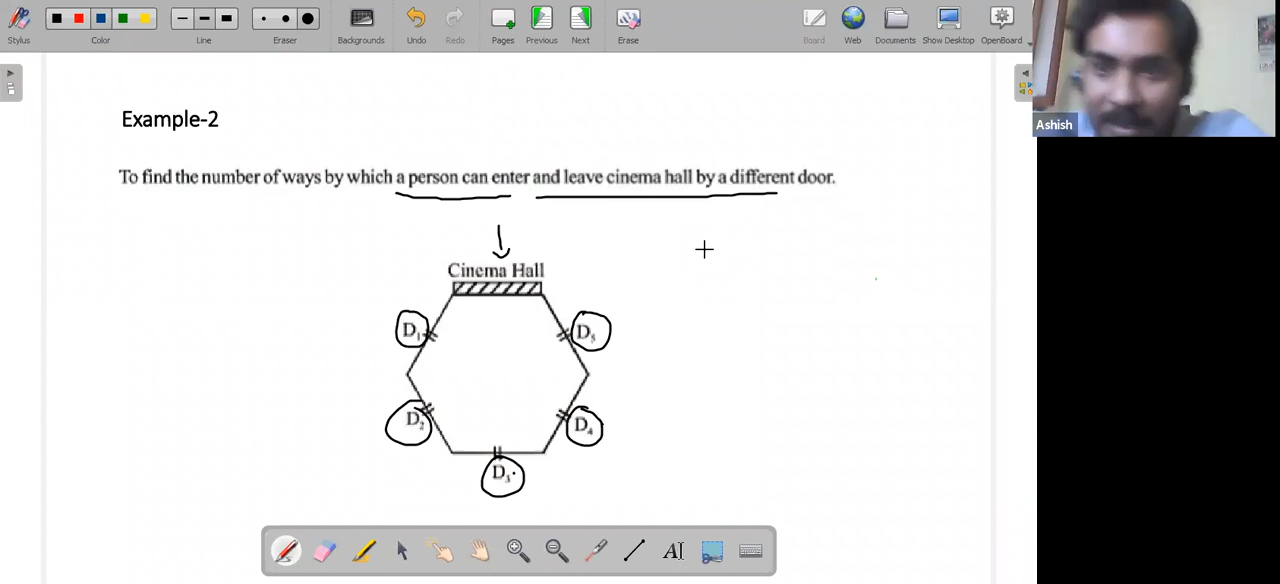 Stylus
Color
Line
Eraser
Backgrounds
Undo
Redo
Pages
Previous
Next
Erase
Board
Web
Documents
Show Desktop
OpenBoard
Ashish
Example-2
To find the number of ways by which a person can enter and leave cinema hall by a different door.
Cinema Hall
D₁
D₅
D₂
D₄
D₃
AI